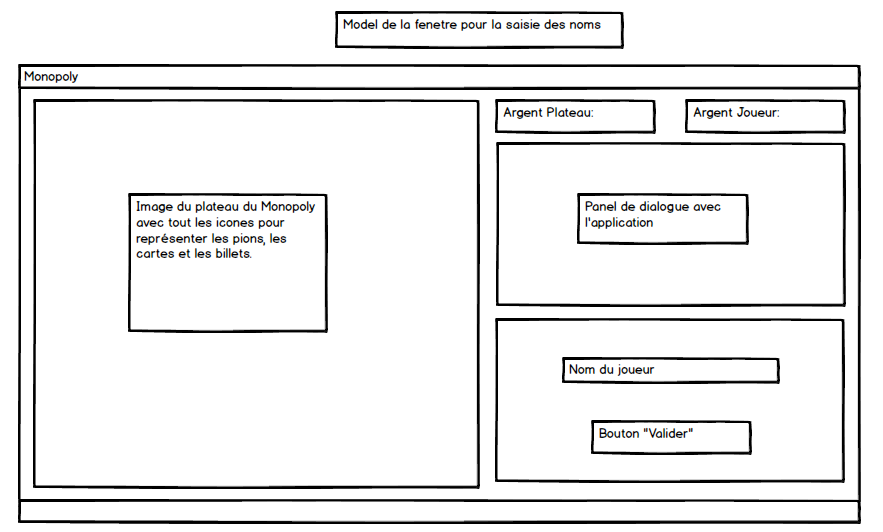 Model de la fenetre pour la saisie des noms
Monopoly
Argent Plateau:
Argent Joueur:
Image du plateau du Monopoly
avec tout les icones pour
représenter les pions, les
cartes et les billets.
Panel de dialogue avec
l'application
Nom du joueur
Bouton "Valider"